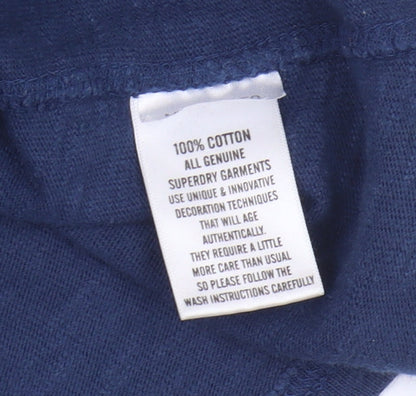 100% COTTON
ALL GENUINE
SUPERDRY GARMENTS
USE UNIQUE & INNOVATIVE
DECORATION TECHNIQUES
THAT WILL AGE
AUTHENTICALLY.
THEY REQUIRE A LITTLE
MORE CARE THAN USUAL
SO PLEASE FOLLOW THE
WASH INSTRUCTIONS CAREFULLY